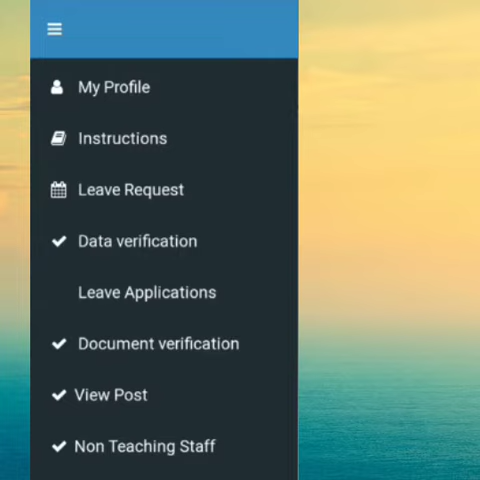 My Profile
Instructions
Leave Request
Data verification
Leave Applications
Document verification
View Post
Non Teaching Staff